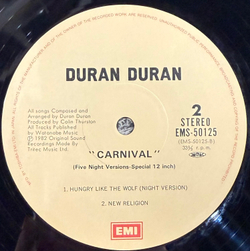 DURAN DURAN
All songs Composed and
Arranged by Duran Duran
Produced by Colin Thurston
All Tracks Published by
Watanabe Music
℗ 1982 Original Sound
Recordings Made by
Tritec Music Ltd.
2
STEREO
EMS-50125
(EMS-50125-B)
33⅓ r.p.m.
"CARNIVAL"
(Five Night Versions-Special 12 inch)
1. HUNGRY LIKE THE WOLF (NIGHT VERSION)
2. NEW RELIGION
EMI